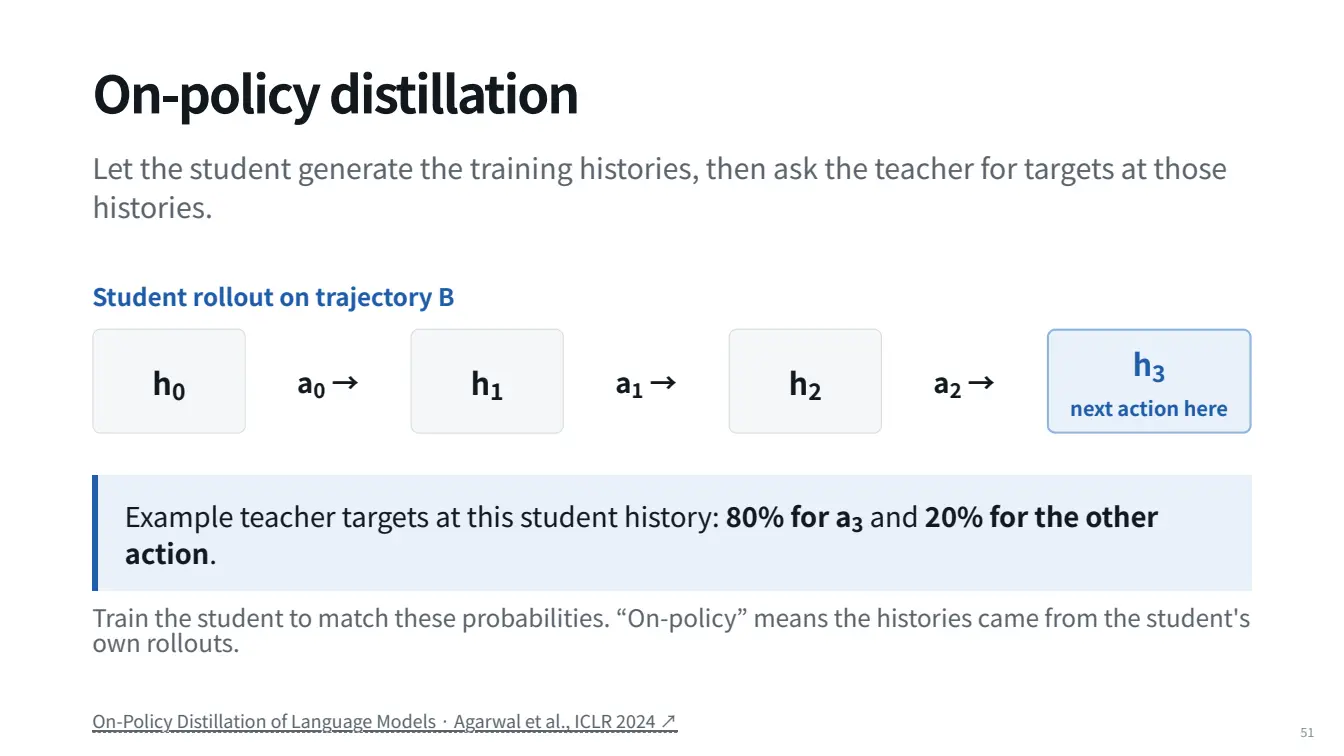 On-policy distillation
Let the student generate the training histories, then ask the teacher for targets at those
histories.
Student rollout on trajectory B
h₀ a₀ → h₁ a₁ → h₂ a₂ → h₃
next action here
Example teacher targets at this student history: 80% for a₃ and 20% for the other
action.
Train the student to match these probabilities. “On-policy” means the histories came from the student's
own rollouts.
On-Policy Distillation of Language Models · Agarwal et al., ICLR 2024 ↗
51